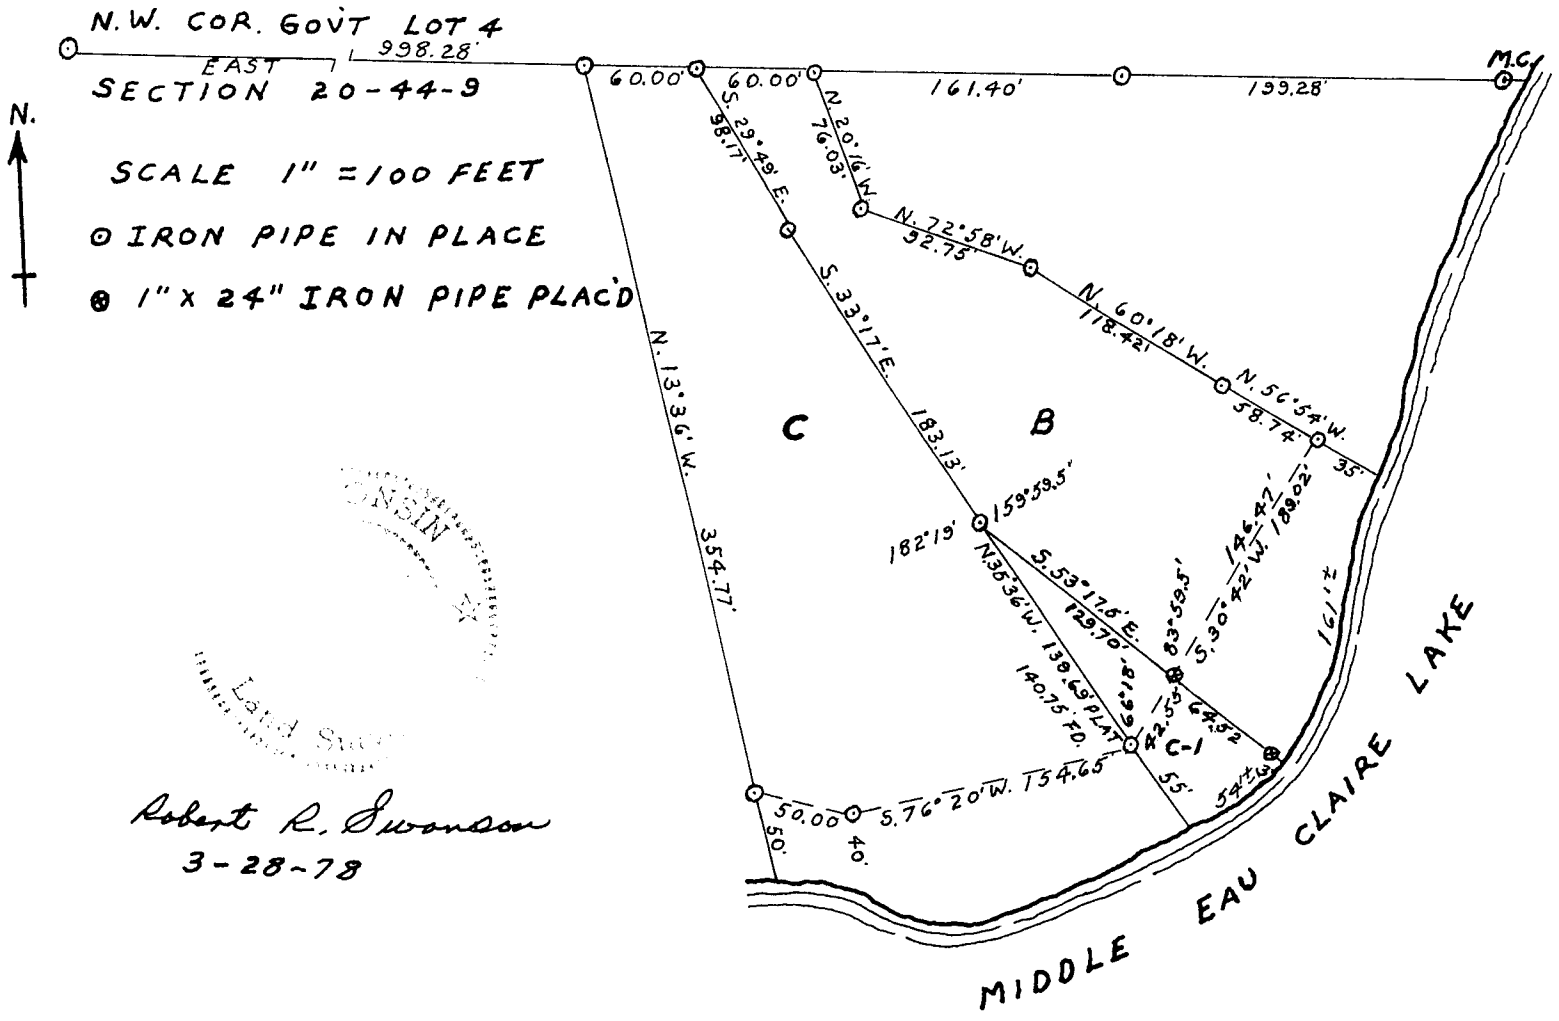 N.W. COR. GOV'T LOT 4
998.28'
EAST
SECTION 20-44-9
60.00'
60.00'
161.40'
199.28'
M.C.
N.
SCALE 1" = 100 FEET
IRON PIPE IN PLACE
1" X 24" IRON PIPE PLAC'D
S. 29°49' E.
98.17'
N. 20°16' W.
76.03'
N. 72°58' W.
92.75'
N. 60°18' W.
118.42'
N. 56°54' W.
58.74'
35'
S. 33°17' E.
183.13'
N. 13°36' W.
354.77'
C
B
159°59.5'
182°19'
S. 53°17.5' E.
129.70'
N 35°36' W. 138.69' PLAT
140.75' FD.
66°18'
83°59.5'
146.47'
S. 30°42' W. 189.02'
42.55'
64.52
C-1
161'±
55'
54'±
S. 76°20' W. 154.65'
50.00
50'
40'
ONSIN
Land Surv
Robert R. Swanson
3-28-78
MIDDLE EAU CLAIRE LAKE